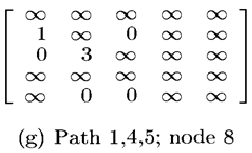 ∞ ∞ ∞ ∞ ∞
1 ∞ 0 ∞ ∞
0 3 ∞ ∞ ∞
∞ ∞ ∞ ∞ ∞
∞ 0 0 ∞ ∞
(g) Path 1,4,5; node 8